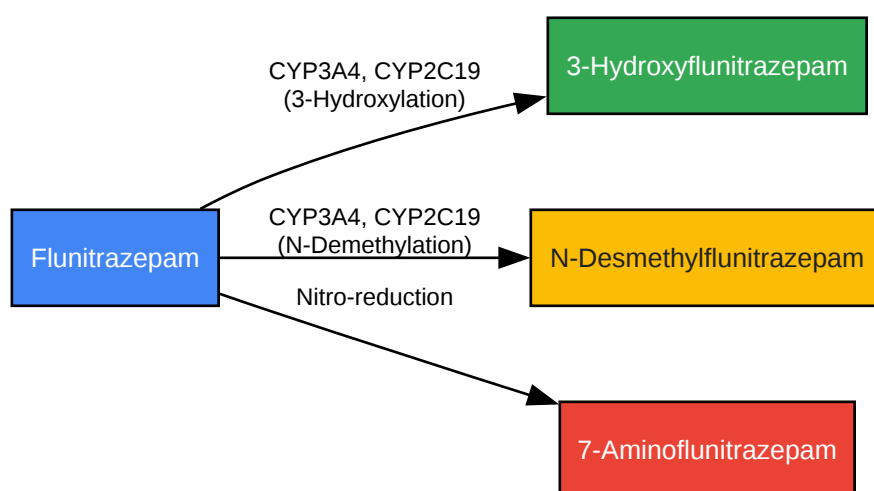 CYP3A4, CYP2C19
(3-Hydroxylation)
3-Hydroxyflunitrazepam
Flunitrazepam
CYP3A4, CYP2C19
(N-Demethylation)
N-Desmethylflunitrazepam
Nitro-reduction
7-Aminoflunitrazepam